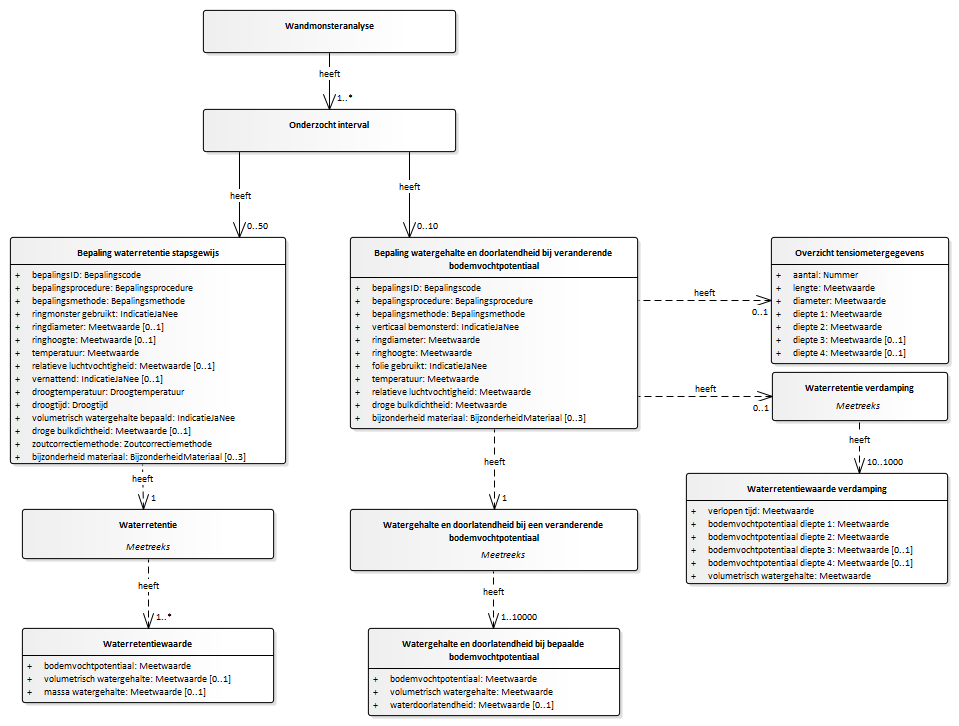 Wandmonsteranalyse
heeft
1..*
Onderzocht interval
heeft
0..50
heeft
0..10
Bepaling waterretentie stapsgewijs
+ bepalingsID: Bepalingscode
+ bepalingsprocedure: Bepalingsprocedure
+ bepalingsmethode: Bepalingsmethode
+ ringmonster gebruikt: IndicatieJaNee
+ ringdiameter: Meetwaarde [0..1]
+ ringhoogte: Meetwaarde [0..1]
+ temperatuur: Meetwaarde
+ relatieve luchtvochtigheid: Meetwaarde [0..1]
+ vernattend: IndicatieJaNee [0..1]
+ droogtemperatuur: Droogtemperatuur
+ droogtijd: Droogtijd
+ volumetrisch watergehalte bepaald: IndicatieJaNee
+ droge bulkdichtheid: Meetwaarde [0..1]
+ zoutcorrectiemethode: Zoutcorrectiemethode
+ bijzonderheid materiaal: BijzonderheidMateriaal [0..3]
Bepaling watergehalte en doorlatendheid bij veranderende
bodemvochtpotentiaal
+ bepalingsID: Bepalingscode
+ bepalingsprocedure: Bepalingsprocedure
+ bepalingsmethode: Bepalingsmethode
+ verticaal bemonsterd: IndicatieJaNee
+ ringdiameter: Meetwaarde
+ ringhoogte: Meetwaarde
+ folie gebruikt: IndicatieJaNee
+ temperatuur: Meetwaarde
+ relatieve luchtvochtigheid: Meetwaarde
+ droge bulkdichtheid: Meetwaarde
+ bijzonderheid materiaal: BijzonderheidMateriaal [0..3]
heeft
0..1
Overzicht tensiometergegevens
+ aantal: Nummer
+ lengte: Meetwaarde
+ diameter: Meetwaarde
+ diepte 1: Meetwaarde
+ diepte 2: Meetwaarde
+ diepte 3: Meetwaarde [0..1]
+ diepte 4: Meetwaarde [0..1]
heeft
0..1
Waterretentie verdamping
Meetreeks
heeft
10..1000
Waterretentiewaarde verdamping
+ verlopen tijd: Meetwaarde
+ bodemvochtpotentiaal diepte 1: Meetwaarde
+ bodemvochtpotentiaal diepte 2: Meetwaarde
+ bodemvochtpotentiaal diepte 3: Meetwaarde [0..1]
+ bodemvochtpotentiaal diepte 4: Meetwaarde [0..1]
+ volumetrisch watergehalte: Meetwaarde
heeft
1
Waterretentie
Meetreeks
heeft
1..*
Waterretentiewaarde
+ bodemvochtpotentiaal: Meetwaarde
+ volumetrisch watergehalte: Meetwaarde [0..1]
+ massa watergehalte: Meetwaarde [0..1]
heeft
1
Watergehalte en doorlatendheid bij een veranderende
bodemvochtpotentiaal
Meetreeks
heeft
1..10000
Watergehalte en doorlatendheid bij bepaalde
bodemvochtpotentiaal
+ bodemvochtpotentiaal: Meetwaarde
+ volumetrisch watergehalte: Meetwaarde
+ waterdoorlatendheid: Meetwaarde [0..1]